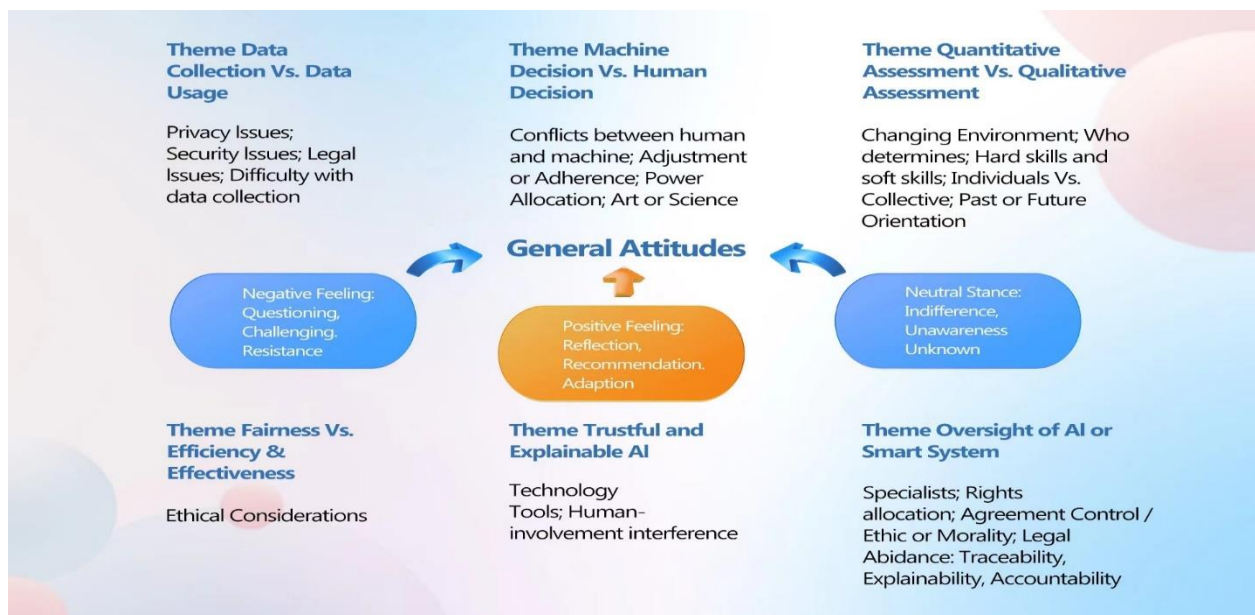 Theme Data
Collection Vs. Data
Usage
Privacy Issues;
Security Issues; Legal
Issues; Difficulty with
data collection
Theme Machine
Decision Vs. Human
Decision
Conflicts between human
and machine; Adjustment
or Adherence; Power
Allocation; Art or Science
Theme Quantitative
Assessment Vs. Qualitative
Assessment
Changing Environment; Who
determines; Hard skills and
soft skills; Individuals Vs.
Collective; Past or Future
Orientation
General Attitudes
Negative Feeling:
Questioning,
Challenging.
Resistance
Positive Feeling:
Reflection,
Recommendation.
Adaption
Neutral Stance:
Indifference,
Unawareness
Unknown
Theme Fairness Vs.
Efficiency &
Effectiveness
Ethical Considerations
Theme Trustful and
Explainable AI
Technology
Tools; Human-
involvement interference
Theme Oversight of AI or
Smart System
Specialists; Rights
allocation; Agreement Control /
Ethic or Morality; Legal
Abidance: Traceability,
Explainability, Accountability